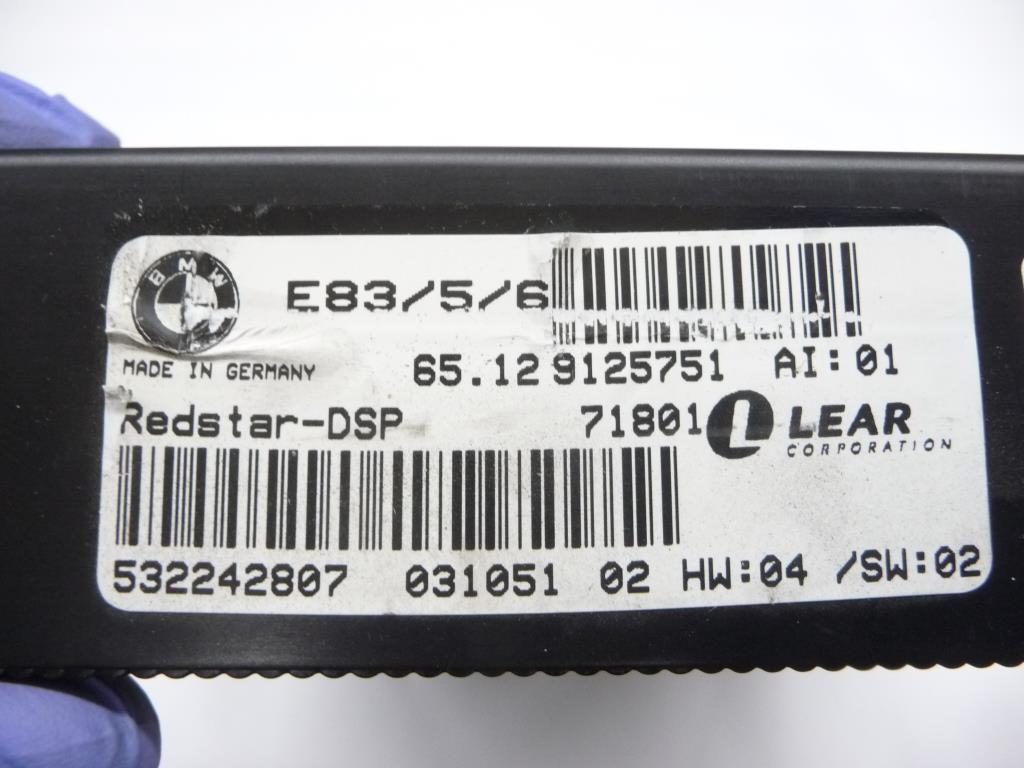 BMW
E83/5/6
MADE IN GERMANY
65.12 9125751 AI:01
Redstar-DSP 71801
L LEAR
CORPORATION
532242807 031051 02 HW:04 /SW:02